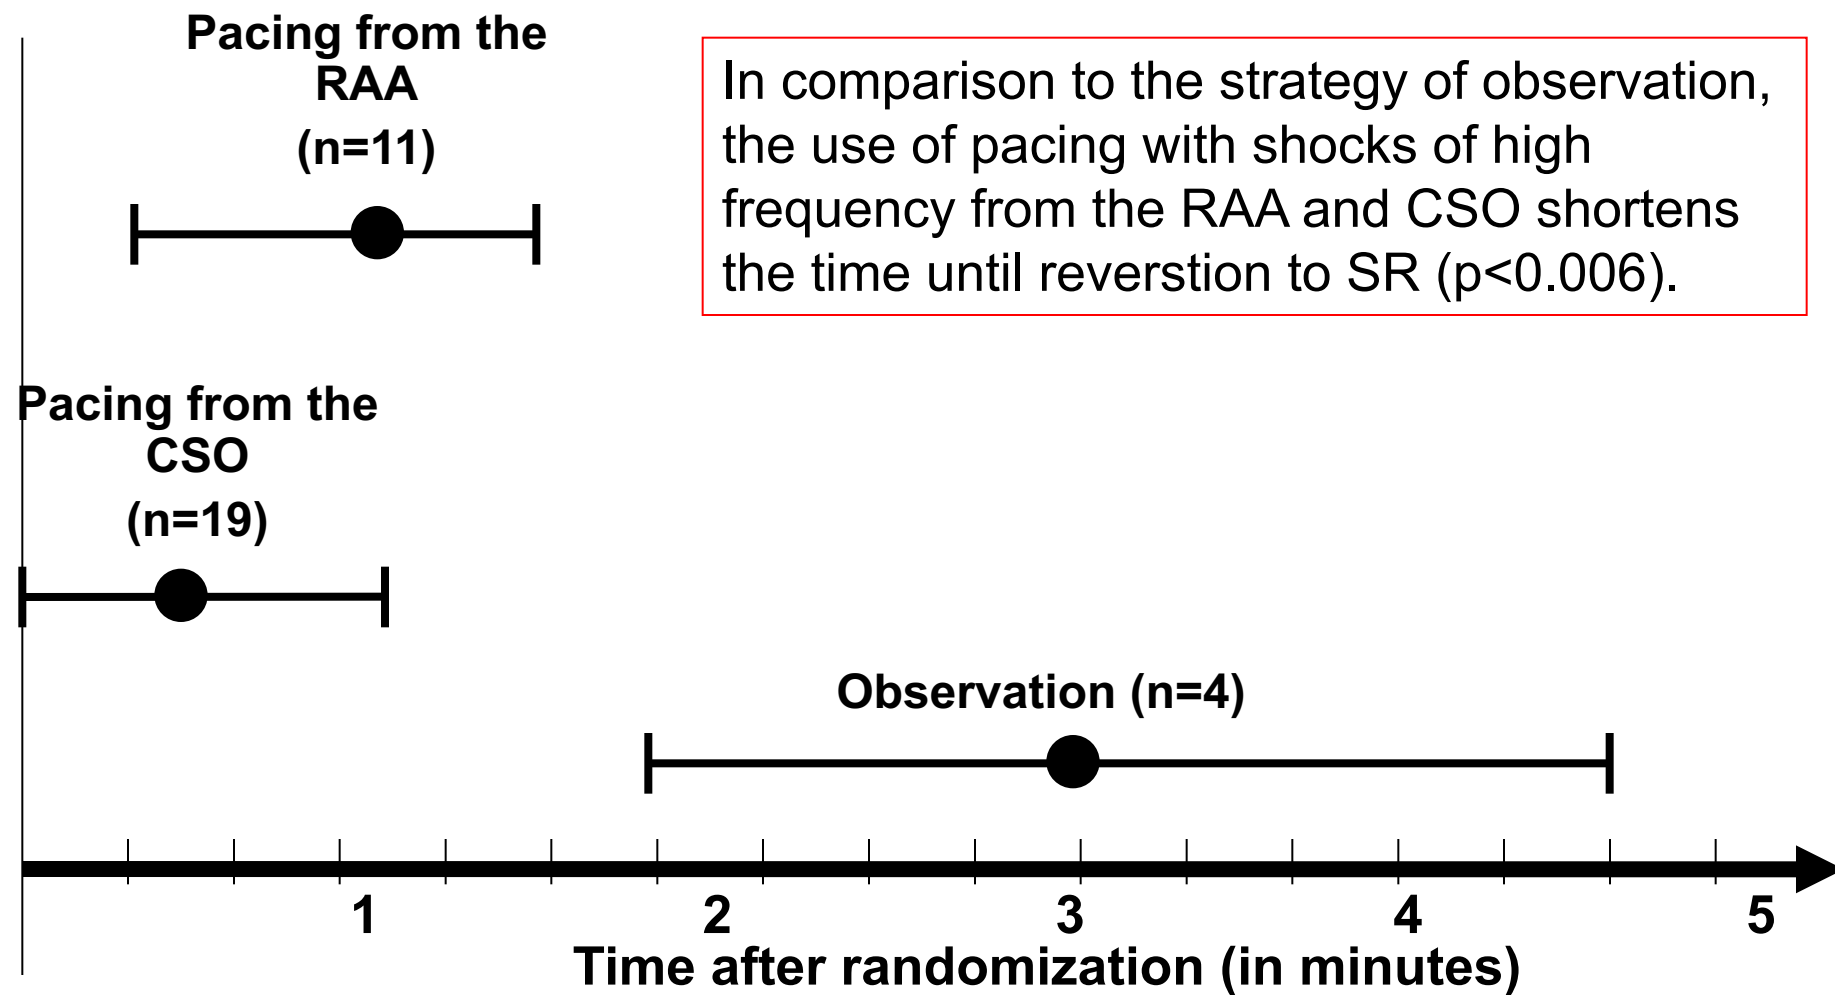 Pacing from the
RAA
(n=11)
In comparison to the strategy of observation,
the use of pacing with shocks of high
frequency from the RAA and CSO shortens
the time until reverstion to SR (p<0.006).
Pacing from the
CSO
(n=19)
Observation (n=4)
1 2 3 4 5
Time after randomization (in minutes)